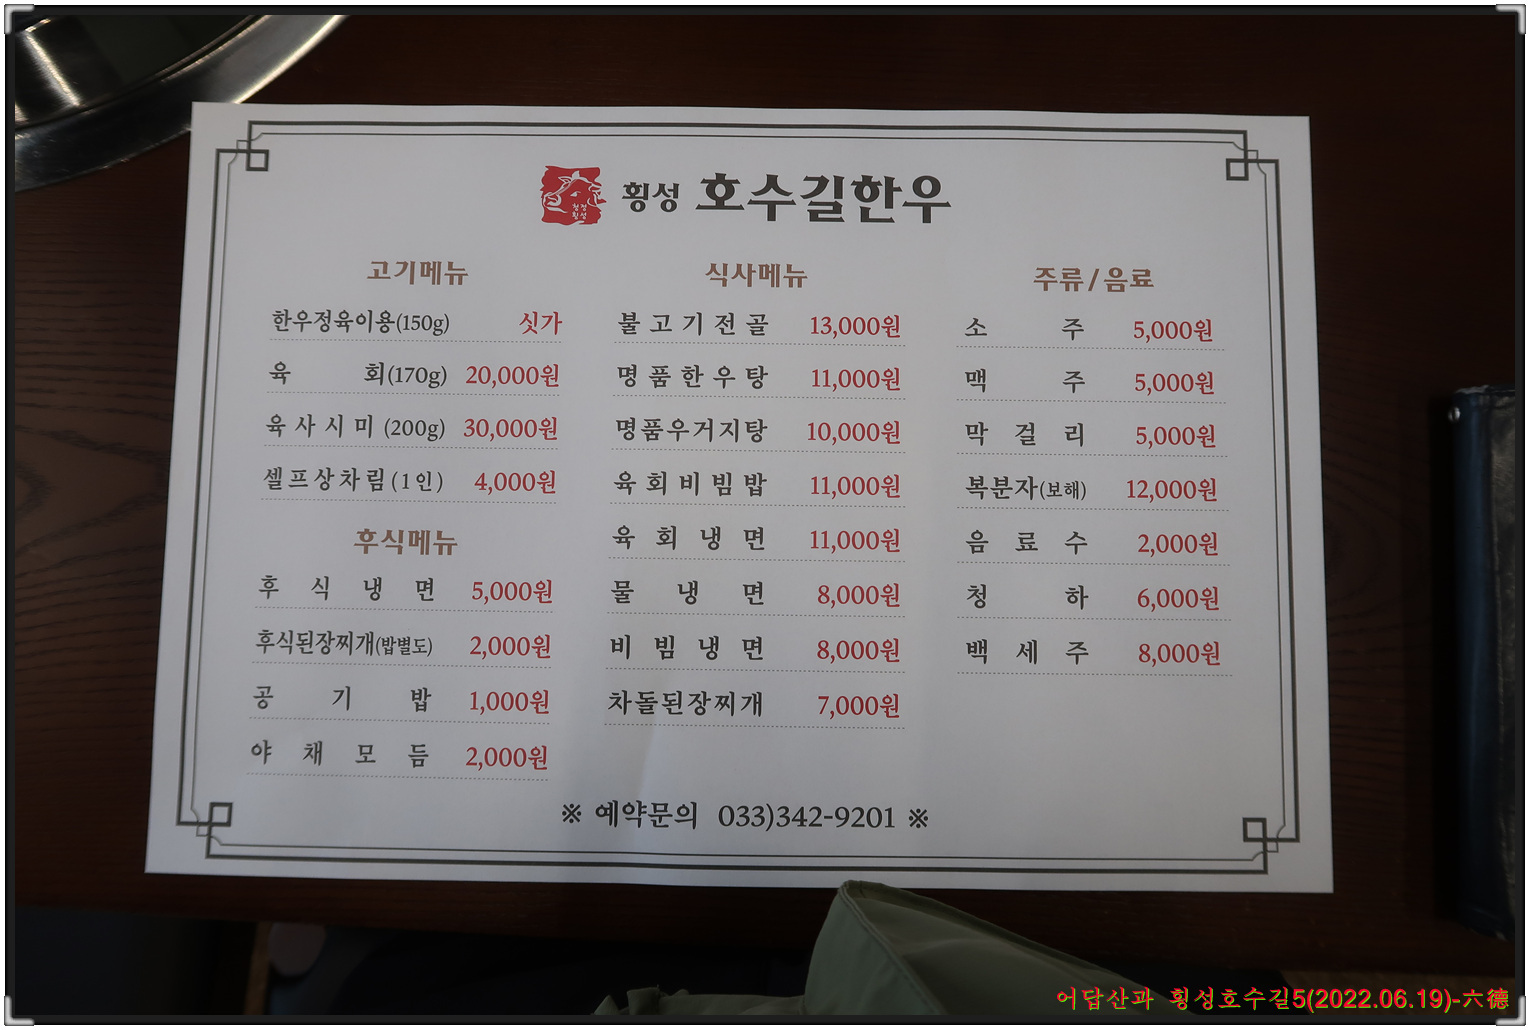 청정
횡성
횡성 호수길한우
고기메뉴
한우정육이용(150g) 싯가
육 회(170g) 20,000원
육사시미 (200g) 30,000원
셀프상차림(1인) 4,000원
후식메뉴
후식냉면 5,000원
후식된장찌개(밥별도) 2,000원
공기밥 1,000원
야채모듬 2,000원
식사메뉴
불고기전골 13,000원
명품한우탕 11,000원
명품우거지탕 10,000원
육회비빔밥 11,000원
육회냉면 11,000원
물냉면 8,000원
비빔냉면 8,000원
차돌된장찌개 7,000원
주류/음료
소주 5,000원
맥주 5,000원
막걸리 5,000원
복분자(보해) 12,000원
음료수 2,000원
청하 6,000원
백세주 8,000원
※ 예약문의 033)342-9201 ※
어답산과 횡성호수길5(2022.06.19)-六德